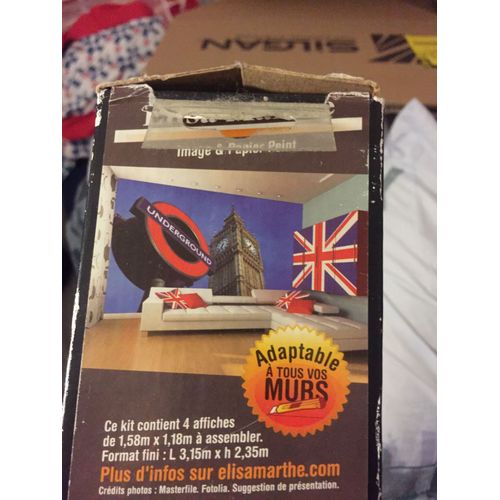 SILGAN
Image & Papier Peint
UNDERGROUND
Adaptable
À TOUS VOS
MURS
Ce kit contient 4 affiches
de 1,58m x 1,18m à assembler.
Format fini : L 3,15m x h 2,35m
Plus d'infos sur elisamarthe.com
Crédits photos : Masterfile. Fotolia. Suggestion de présentation.